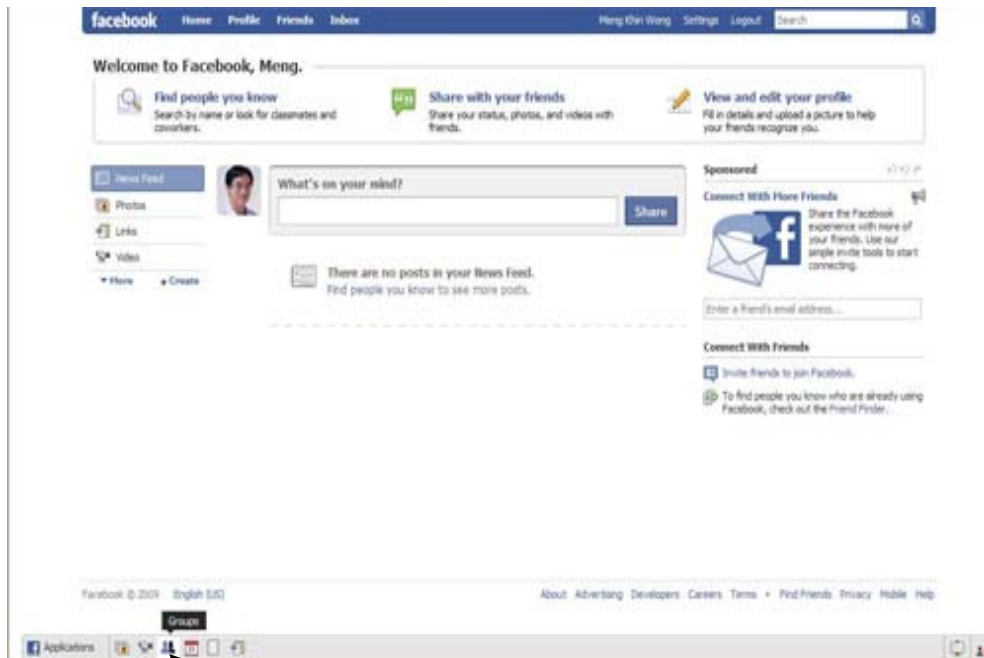 facebook Home Profile Friends Inbox Meng Khin Wong Settings Logout Search
Welcome to Facebook, Meng.
Find people you know
Search by name or look for classmates and
coworkers.
Share with your friends
Share your status, photos, and videos with
friends.
View and edit your profile
Fill in details and upload a picture to help
your friends recognize you.
News Feed
Photos
Links
Video
More Create
What's on your mind?
Share
There are no posts in your News Feed.
Find people you know to see more posts.
Sponsored
Connect With More Friends
Share the Facebook
experience with more of
your friends. Use our
simple invite tools to start
connecting.
Enter a friend's email address...
Connect With Friends
Invite friends to join Facebook.
To find people you know who are already using
Facebook, check out the Friend Finder.
Facebook © 2009 English (US) About Advertising Developers Careers Terms • Find Friends Privacy Mobile Help
Groups
Applications